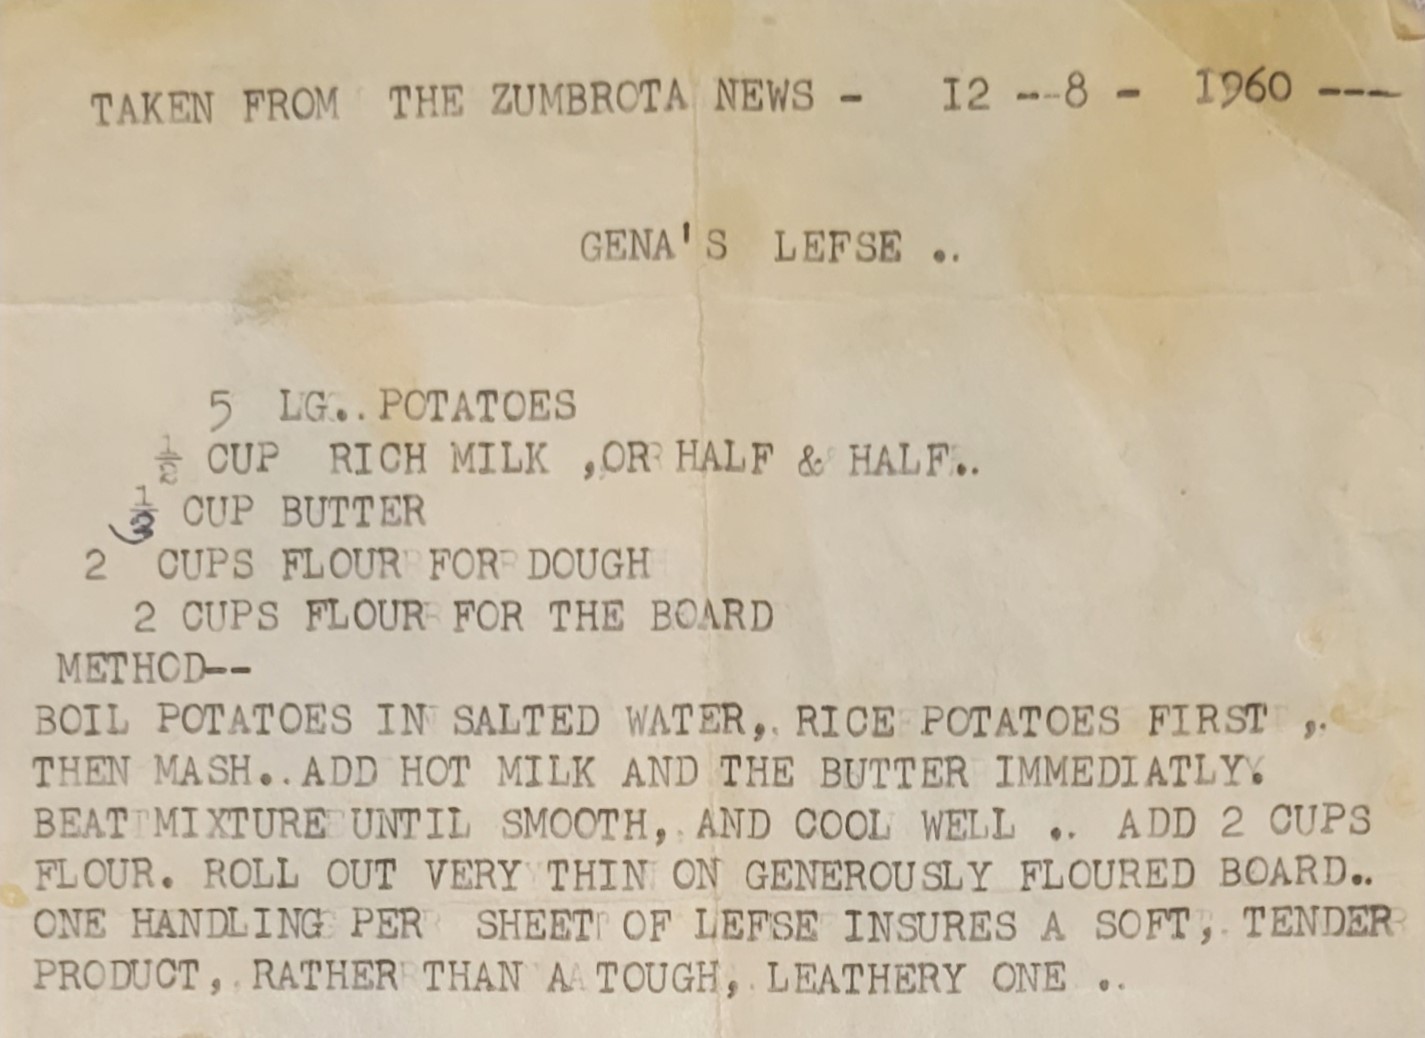 TAKEN FROM THE ZUMBROTA NEWS - I2 --8 - I960 ---
GENA'S LEFSE ..
5 LG.. POTATOES
½ CUP RICH MILK ,OR HALF & HALF..
⅓ CUP BUTTER
2 CUPS FLOUR FOR DOUGH
2 CUPS FLOUR FOR THE BOARD
METHOD--
BOIL POTATOES IN SALTED WATER,. RICE POTATOES FIRST ,.
THEN MASH.. ADD HOT MILK AND THE BUTTER IMMEDIATLY.
BEAT MIXTURE UNTIL SMOOTH, AND COOL WELL .. ADD 2 CUPS
FLOUR. ROLL OUT VERY THIN ON GENEROUSLY FLOURED BOARD..
ONE HANDLING PER SHEET OF LEFSE INSURES A SOFT, TENDER
PRODUCT, RATHER THAN A TOUGH, LEATHERY ONE ..